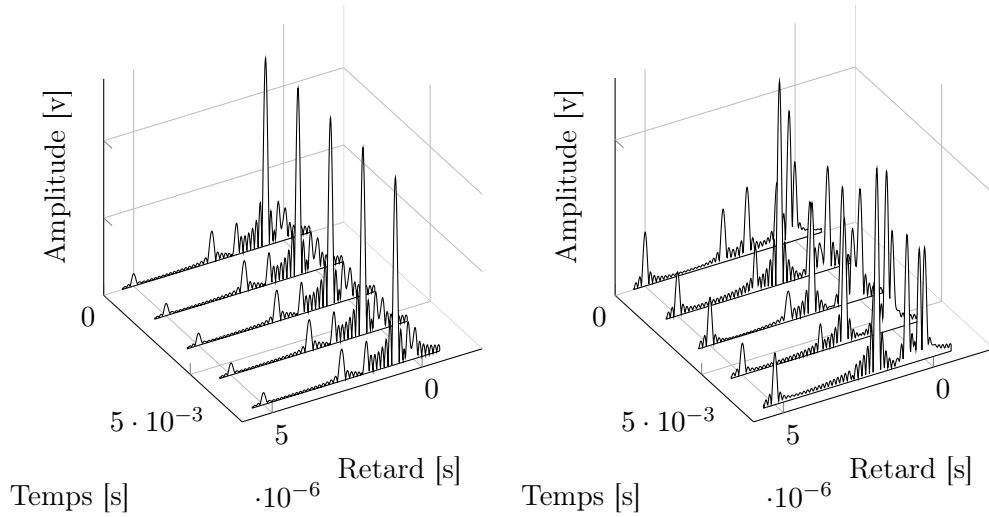 Amplitude [v]
0
5 · 10⁻³
Temps [s]
5
0
Retard [s]
·10⁻⁶
Amplitude [v]
0
5 · 10⁻³
Temps [s]
5
0
Retard [s]
·10⁻⁶